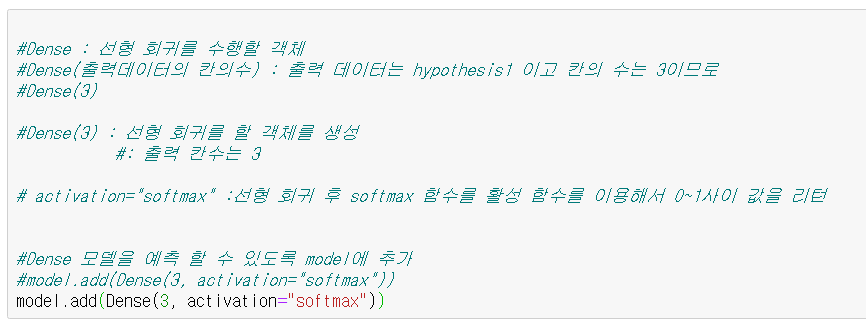 #Dense : 선형 회귀를 수행할 객체
#Dense(출력데이터의 칸의수) : 출력 데이터는 hypothesis1 이고 칸의 수는 3이므로
#Dense(3)
#Dense(3) : 선형 회귀를 할 객체를 생성
#: 출력 칸수는 3
# activation="softmax" :선형 회귀 후 softmax 함수를 활성 함수를 이용해서 0~1사이 값을 리턴
#Dense 모델을 예측 할 수 있도록 model에 추가
#model.add(Dense(3, activation="softmax"))
model.add(Dense(3, activation="softmax"))